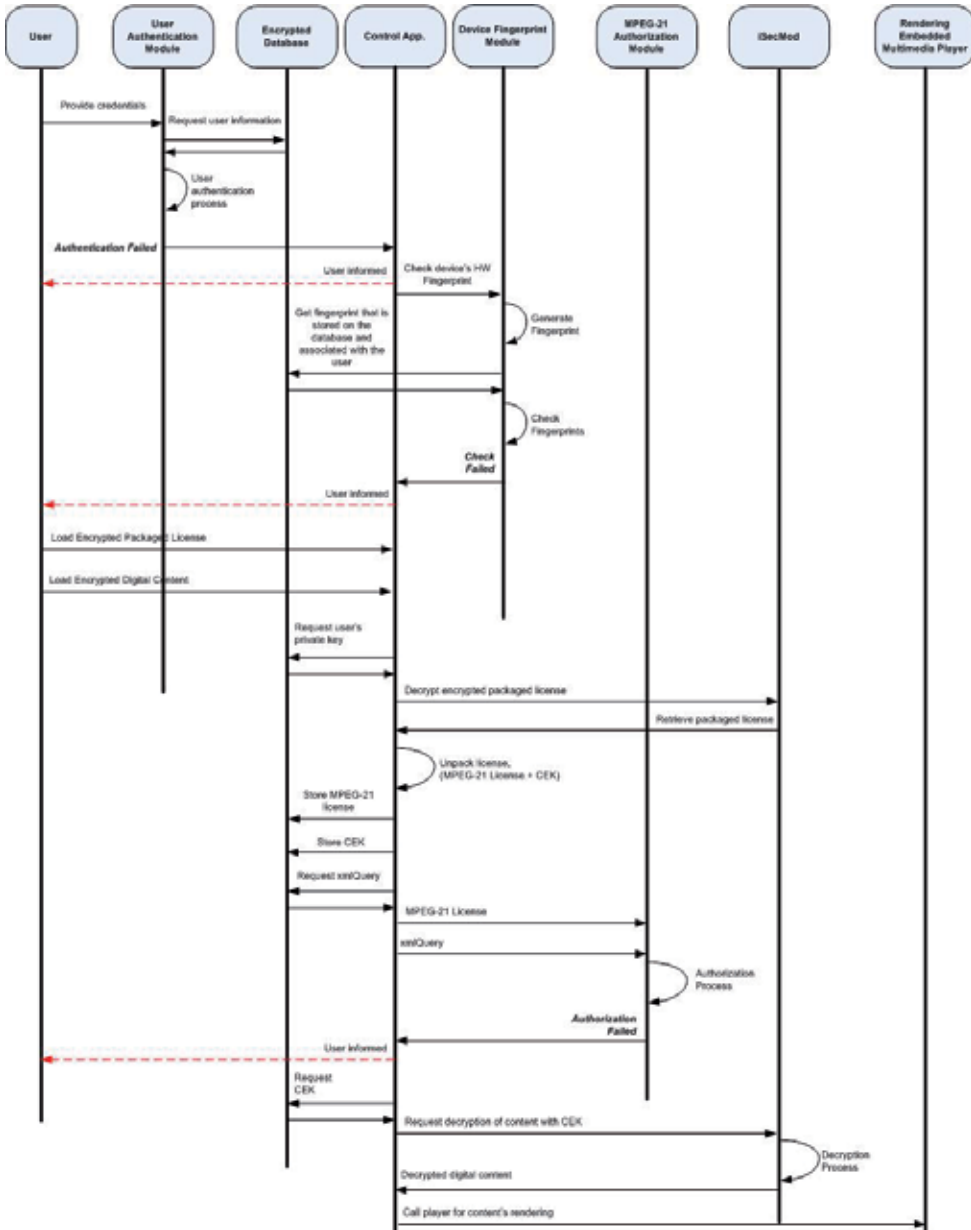 User
User
Authentication
Module
Encrypted
Database
Control App.
Device Fingerprint
Module
MPEG-21
Authorization
Module
iSecMod
Rendering
Embedded
Multimedia Player
Provide credentials
Request user information
User
authentication
process
Authentication Failed
User informed
Check device's HW
Fingerprint
Generate
Fingerprint
Get fingerprint that is
stored on the
database and
associated with the
user
Check
Fingerprints
Check
Failed
User informed
Load Encrypted Packaged License
Load Encrypted Digital Content
Request user's
private key
Decrypt encrypted packaged license
Retrieve packaged license
Unpack license,
(MPEG-21 License + CEK)
Store MPEG-21
license
Store CEK
Request xmlQuery
MPEG-21 License
xmlQuery
Authorization
Process
Authorization
Failed
User informed
Request
CEK
Request decryption of content with CEK
Decryption
Process
Decrypted digital content
Call player for content's rendering